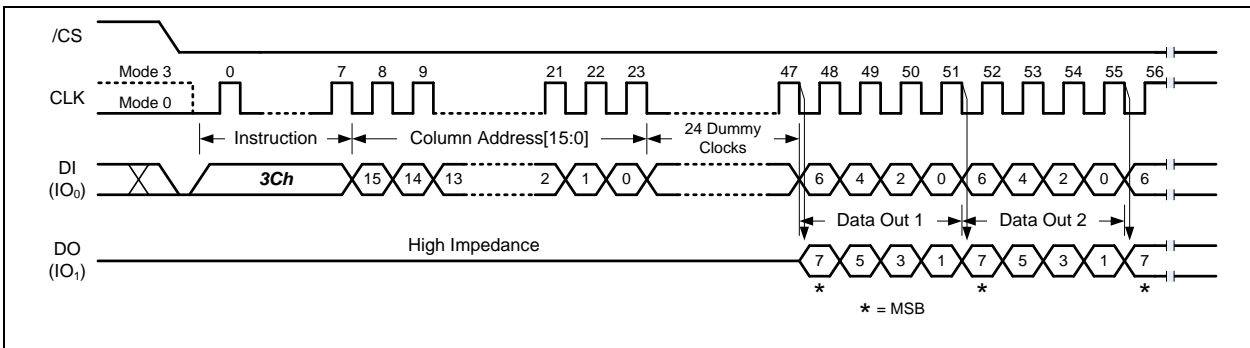 /CS
Mode 3 0 7 8 9 21 22 23 47 48 49 50 51 52 53 54 55 56
CLK
Mode 0
Instruction Column Address[15:0] 24 Dummy
Clocks
DI
(IO0) 3Ch 15 14 13 2 1 0 6 4 2 0 6 4 2 0 6
Data Out 1 Data Out 2
High Impedance
DO
(IO1) 7 5 3 1 7 5 3 1 7
* * *
* = MSB